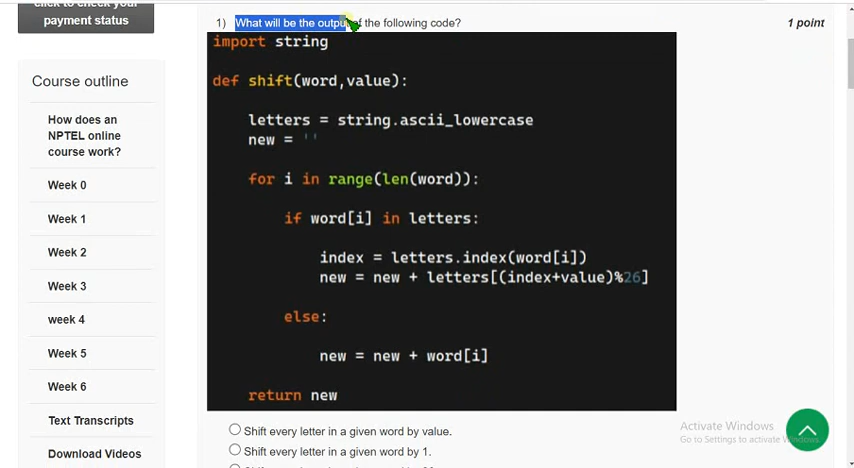 click to check your
payment status
Course outline
How does an
NPTEL online
course work?
Week 0
Week 1
Week 2
Week 3
week 4
Week 5
Week 6
Text Transcripts
Download Videos
1) What will be the output of the following code?
1 point
import string
def shift(word,value):
letters = string.ascii_lowercase
new = ''
for i in range(len(word)):
if word[i] in letters:
index = letters.index(word[i])
new = new + letters[(index+value)%26]
else:
new = new + word[i]
return new
Shift every letter in a given word by value.
Shift every letter in a given word by 1.
Activate Windows
Go to Settings to activate Windows.